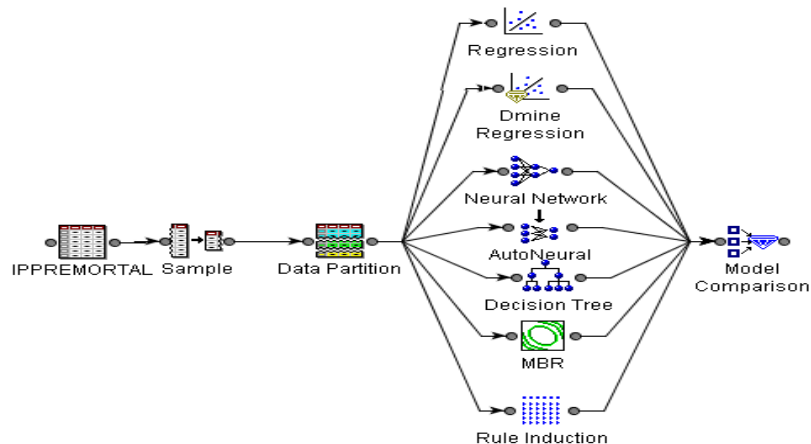 Regression
Dmine
Regression
Neural Network
AutoNeural
IPPREMORTAL
Sample
Data Partition
Decision Tree
Model
Comparison
MBR
Rule Induction